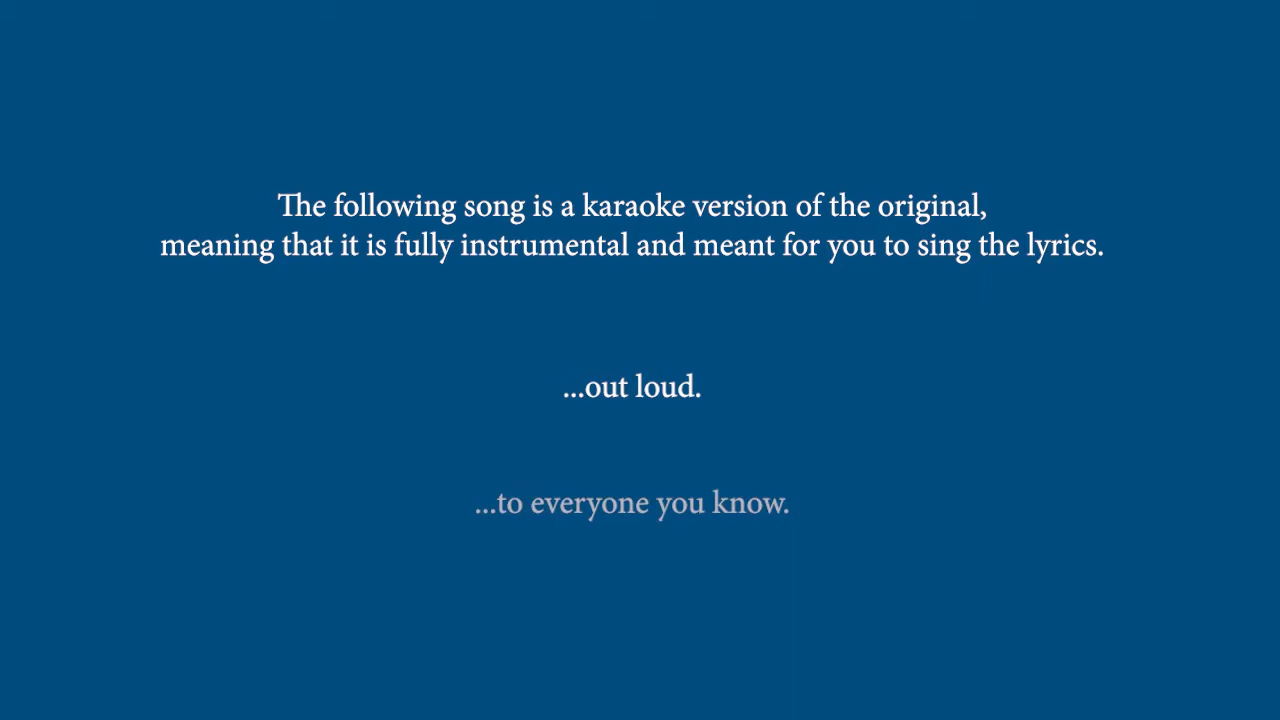 The following song is a karaoke version of the original,
meaning that it is fully instrumental and meant for you to sing the lyrics.
...out loud.
...to everyone you know.